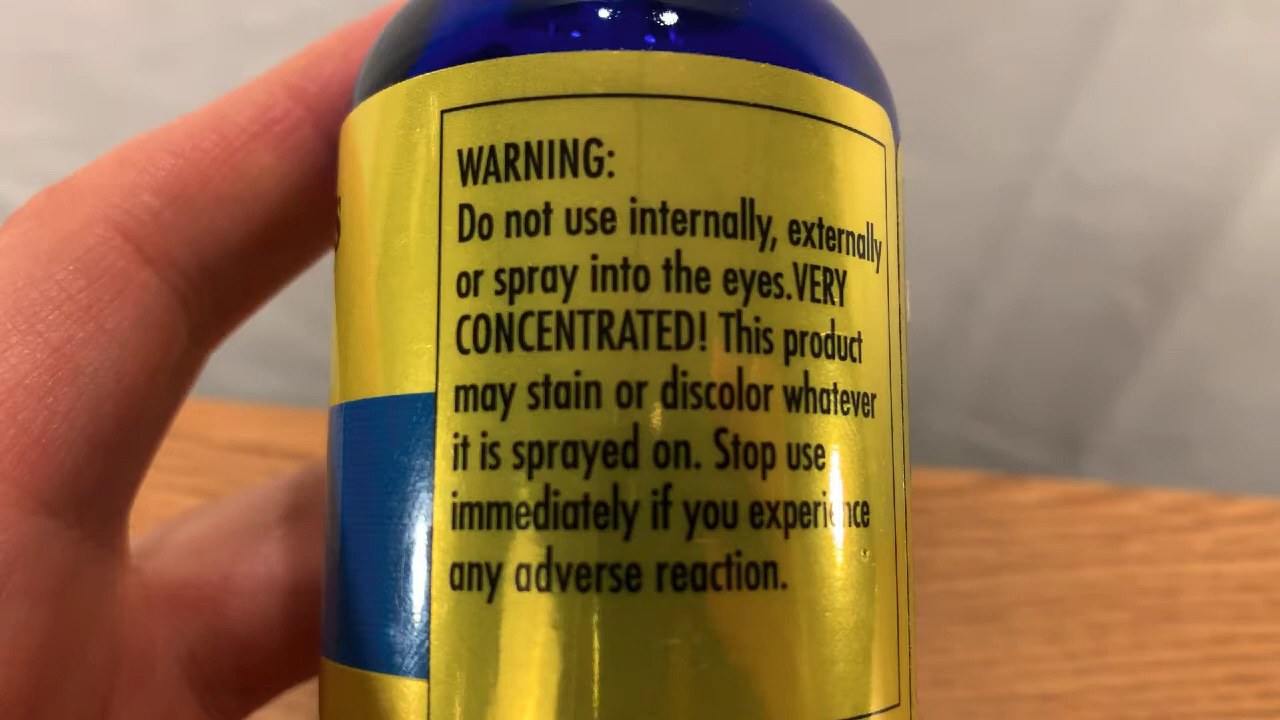 WARNING:
Do not use internally, externally
or spray into the eyes.VERY
CONCENTRATED! This product
may stain or discolor whatever
it is sprayed on. Stop use
immediately if you experience
any adverse reaction.